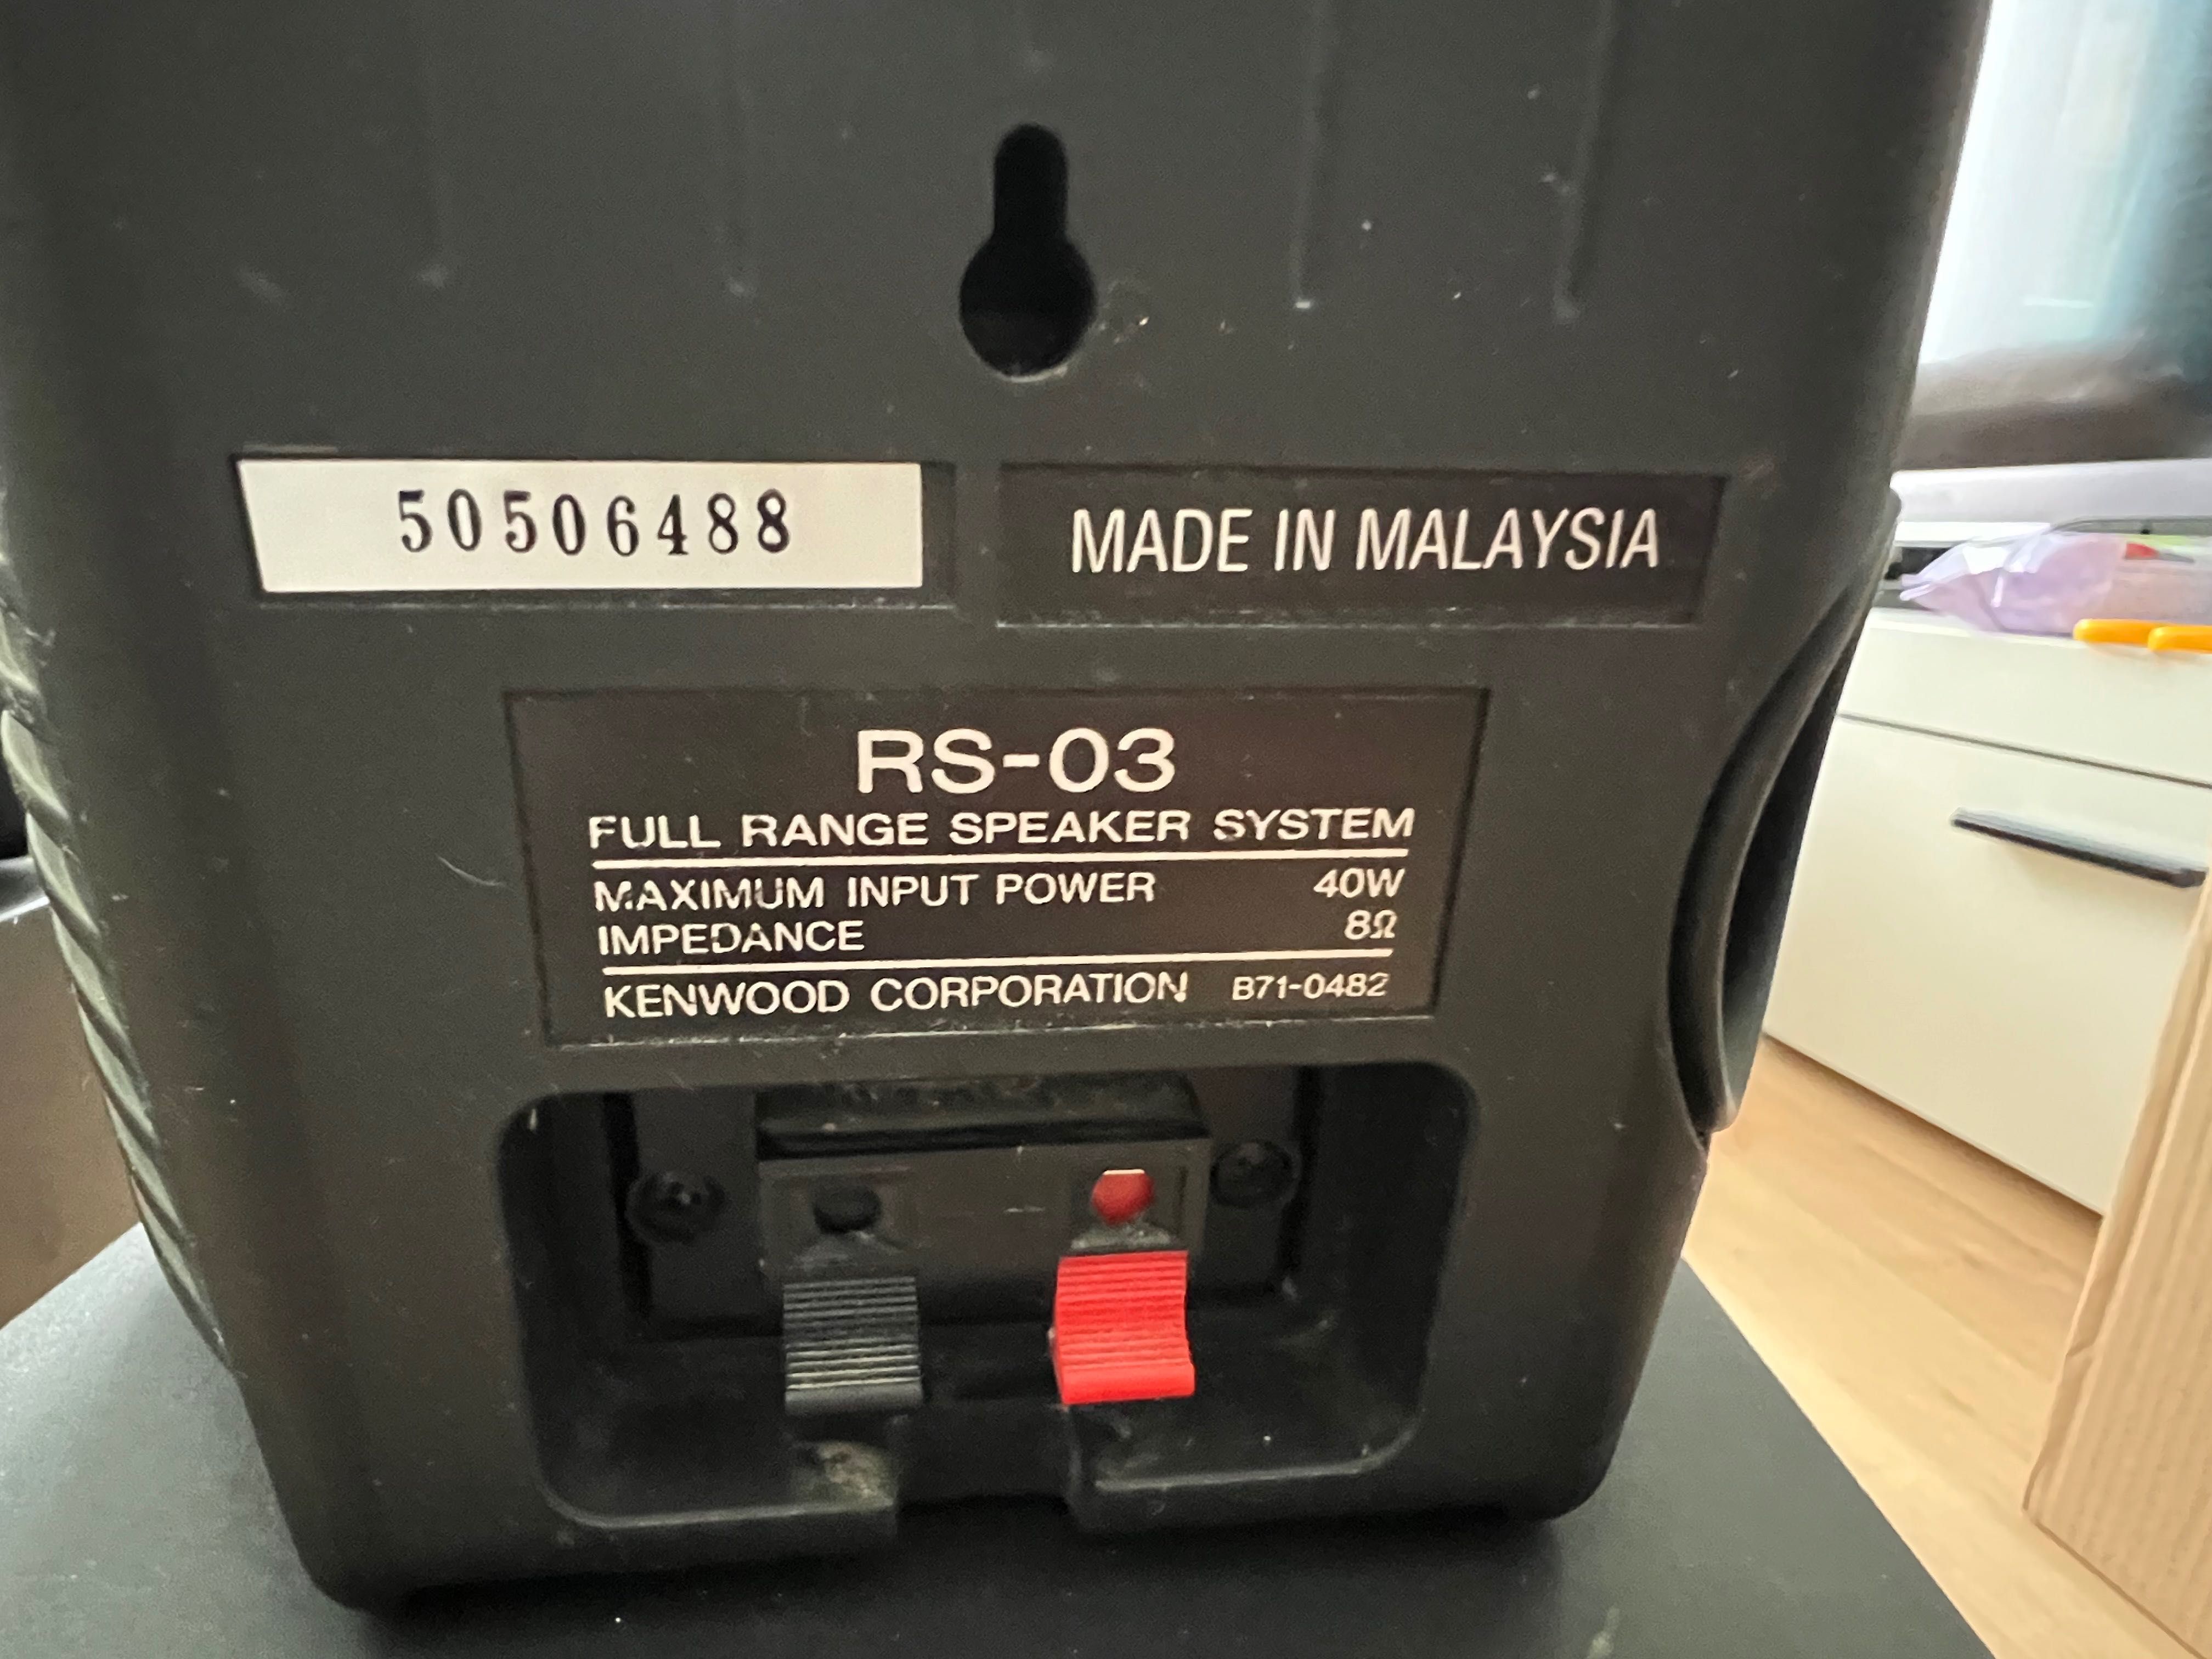 50506488
MADE IN MALAYSIA
RS-03
FULL RANGE SPEAKER SYSTEM
MAXIMUM INPUT POWER 40W
IMPEDANCE 8Ω
KENWOOD CORPORATION B71-0482